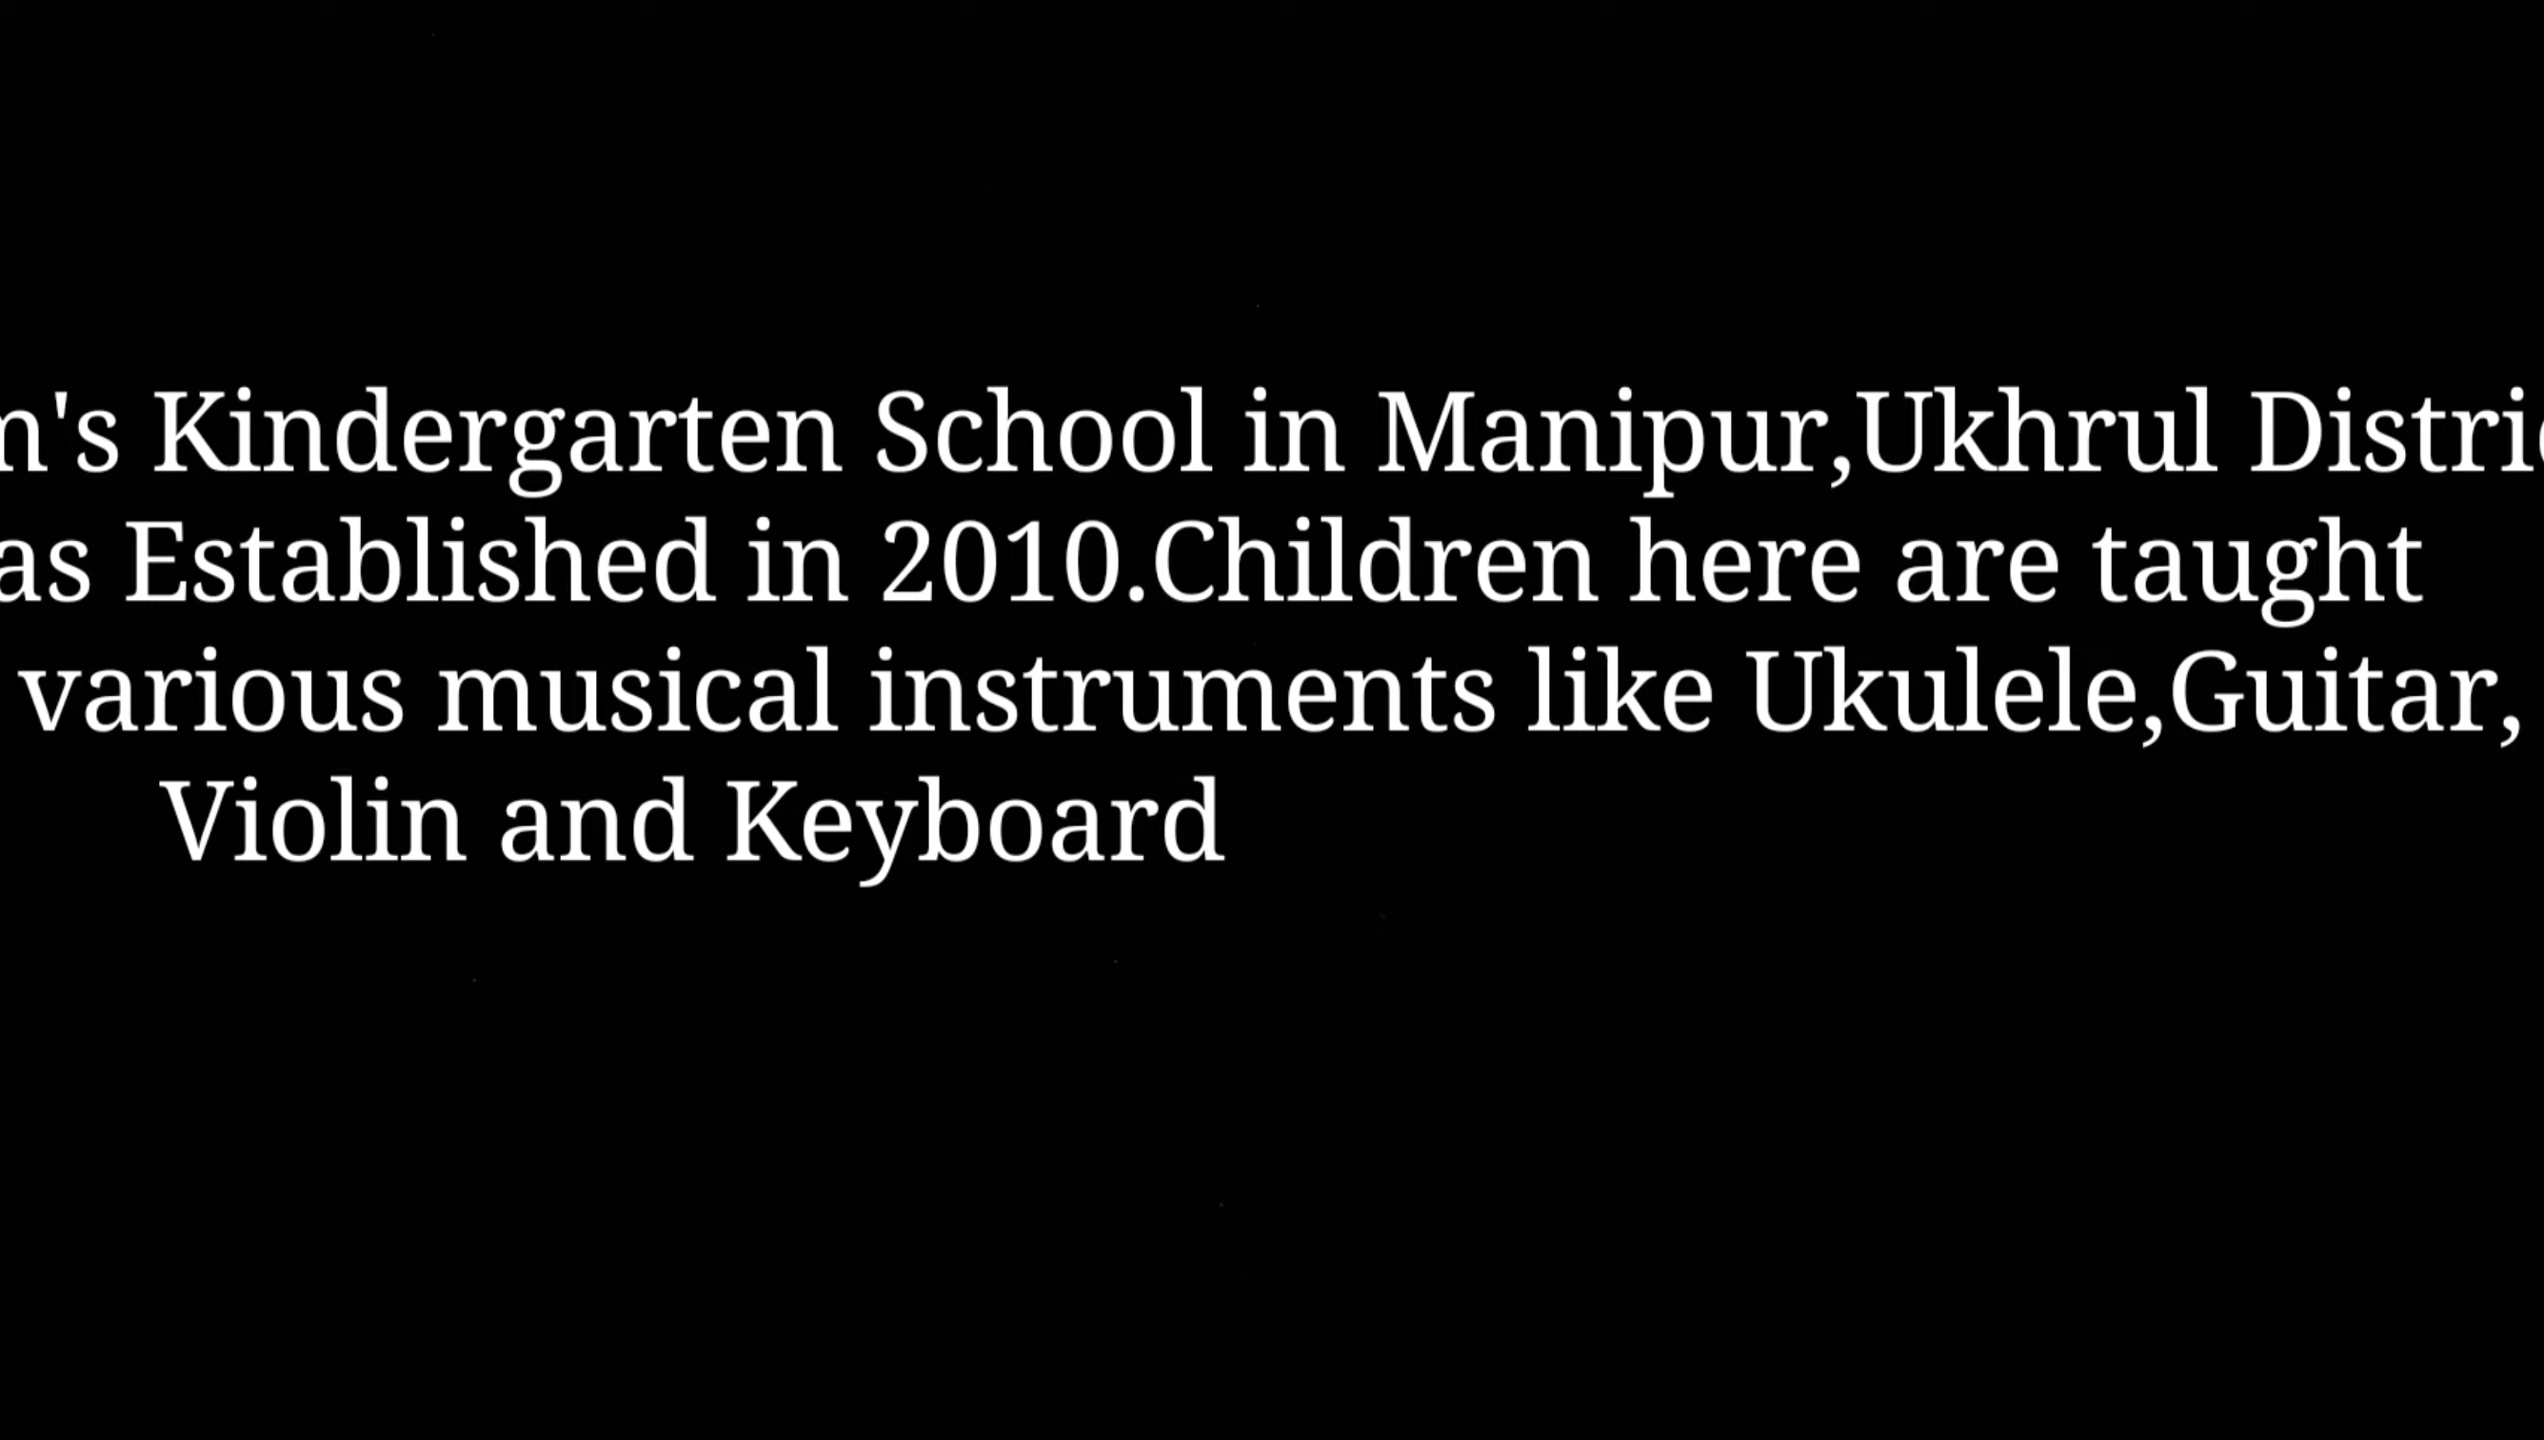 n's Kindergarten School in Manipur,Ukhrul Distri
as Established in 2010.Children here are taught
various musical instruments like Ukulele,Guitar,
Violin and Keyboard